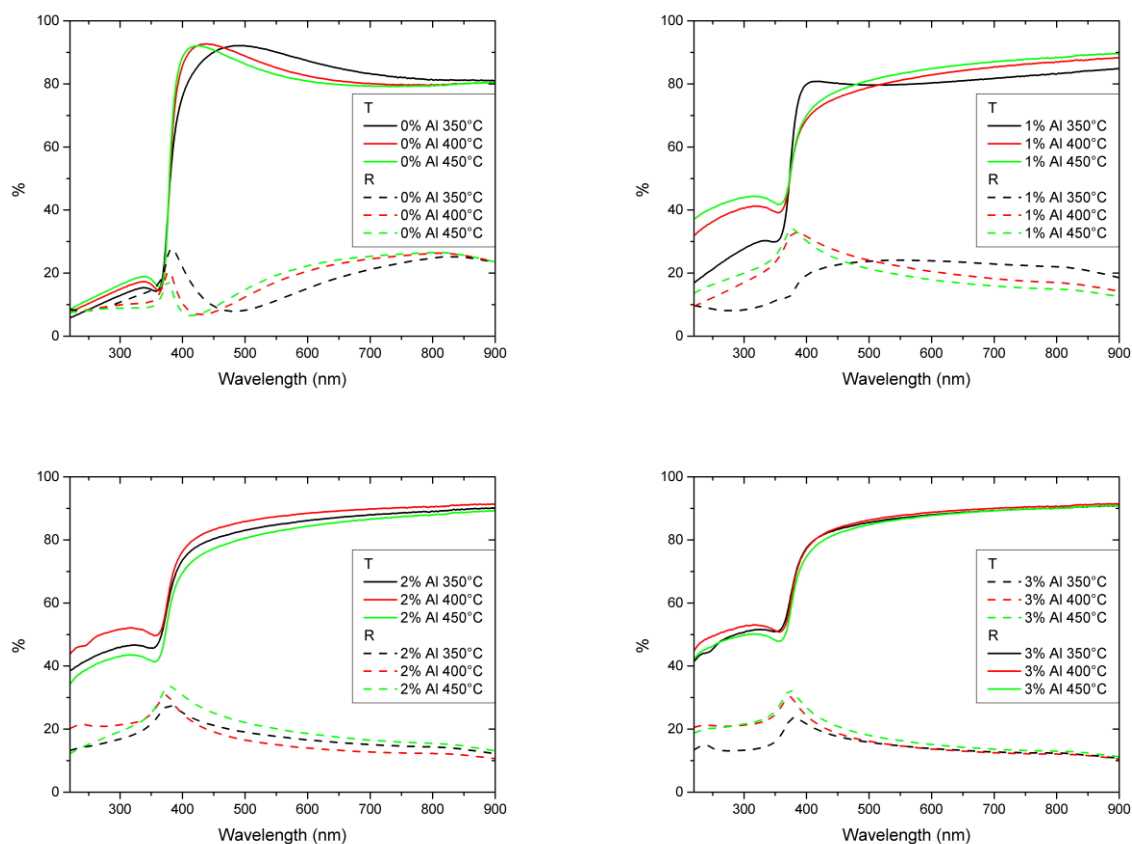 100
80
60
40
20
0
%
T
0% Al 350°C
0% Al 400°C
0% Al 450°C
R
0% Al 350°C
0% Al 400°C
0% Al 450°C
300 400 500 600 700 800 900
Wavelength (nm)
100
80
60
40
20
0
%
T
1% Al 350°C
1% Al 400°C
1% Al 450°C
R
1% Al 350°C
1% Al 400°C
1% Al 450°C
300 400 500 600 700 800 900
Wavelength (nm)
100
80
60
40
20
0
%
T
2% Al 350°C
2% Al 400°C
2% Al 450°C
R
2% Al 350°C
2% Al 400°C
2% Al 450°C
300 400 500 600 700 800 900
Wavelength (nm)
100
80
60
40
20
0
%
T
3% Al 350°C
3% Al 400°C
3% Al 450°C
R
3% Al 350°C
3% Al 400°C
3% Al 450°C
300 400 500 600 700 800 900
Wavelength (nm)